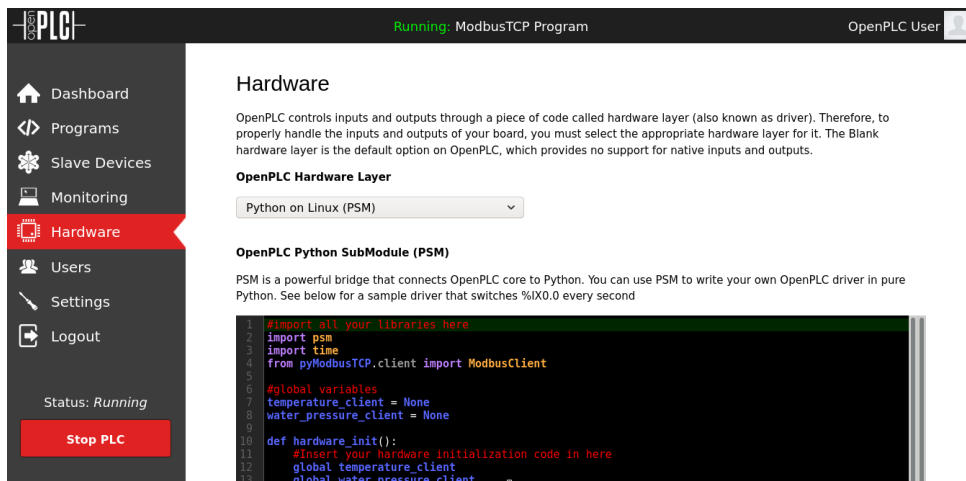 open PLC
Running: ModbusTCP Program
OpenPLC User
Dashboard
Programs
Slave Devices
Monitoring
Hardware
Users
Settings
Logout
Status: Running
Stop PLC
Hardware
OpenPLC controls inputs and outputs through a piece of code called hardware layer (also known as driver). Therefore, to
properly handle the inputs and outputs of your board, you must select the appropriate hardware layer for it. The Blank
hardware layer is the default option on OpenPLC, which provides no support for native inputs and outputs.
OpenPLC Hardware Layer
Python on Linux (PSM)
OpenPLC Python SubModule (PSM)
PSM is a powerful bridge that connects OpenPLC core to Python. You can use PSM to write your own OpenPLC driver in pure
Python. See below for a sample driver that switches %IX0.0 every second
1 #import all your libraries here
2 import psm
3 import time
4 from pyModbusTCP.client import ModbusClient
5
6 #global variables
7 temperature_client = None
8 water_pressure_client = None
9
10 def hardware_init():
11 #Insert your hardware initialization code in here
12 global temperature_client
13 global water_pressure_client